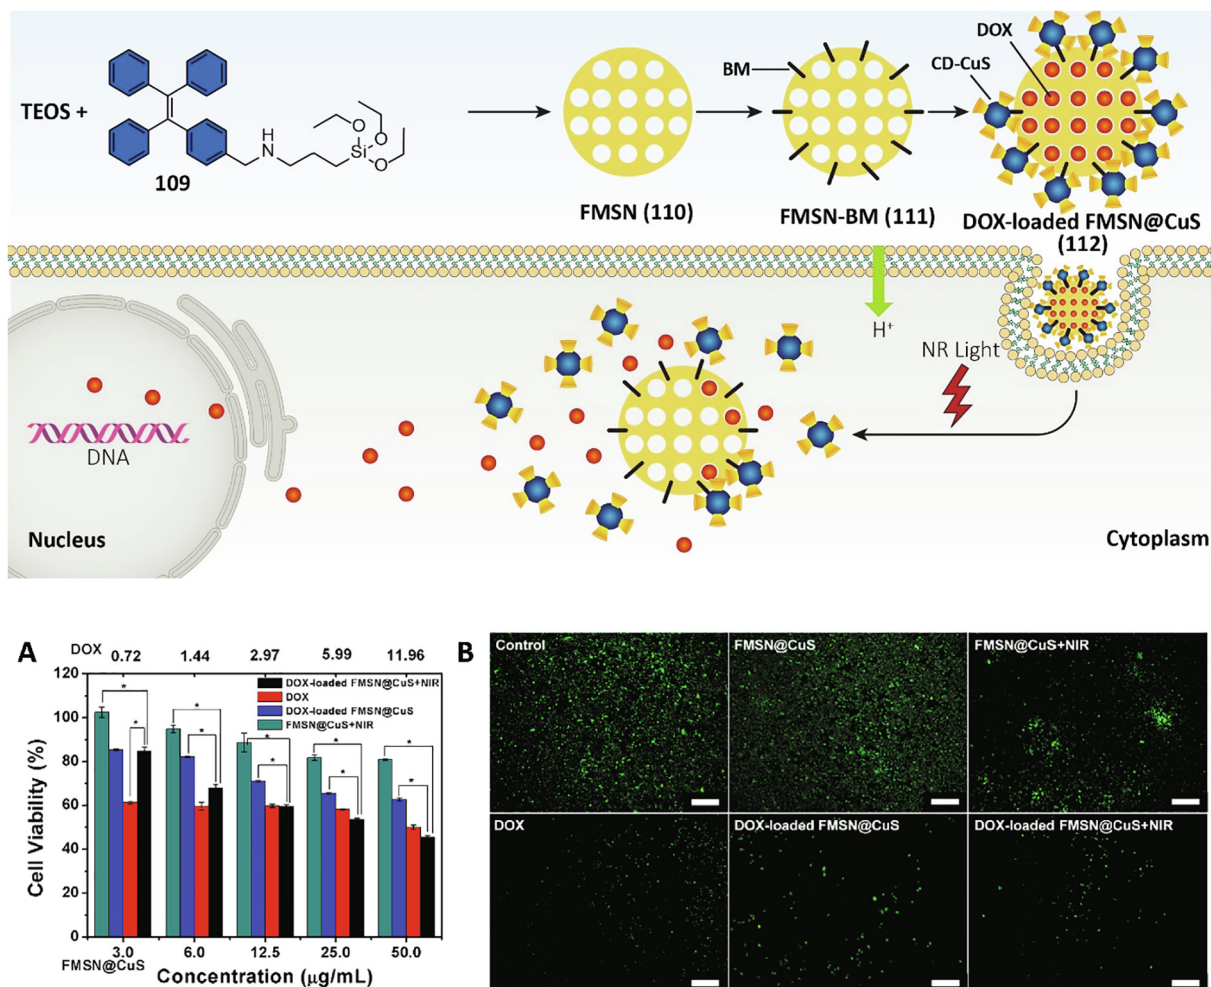 TEOS +
H
N
O
O
Si
O
109
FMSN (110)
BM
FMSN-BM (111)
CD-CuS
DOX
DOX-loaded FMSN@CuS
(112)
H⁺
NR Light
DNA
Nucleus
Cytoplasm
A
DOX 0.72 1.44 2.97 5.99 11.96
DOX-loaded FMSN@CuS+NIR
DOX
DOX-loaded FMSN@CuS
FMSN@CuS+NIR
* * * * * * * * * *
Cell Viability (%)
120
100
80
60
40
20
0
3.0 6.0 12.5 25.0 50.0
FMSN@CuS
Concentration (μg/mL)
B
Control
FMSN@CuS
FMSN@CuS+NIR
DOX
DOX-loaded FMSN@CuS
DOX-loaded FMSN@CuS+NIR